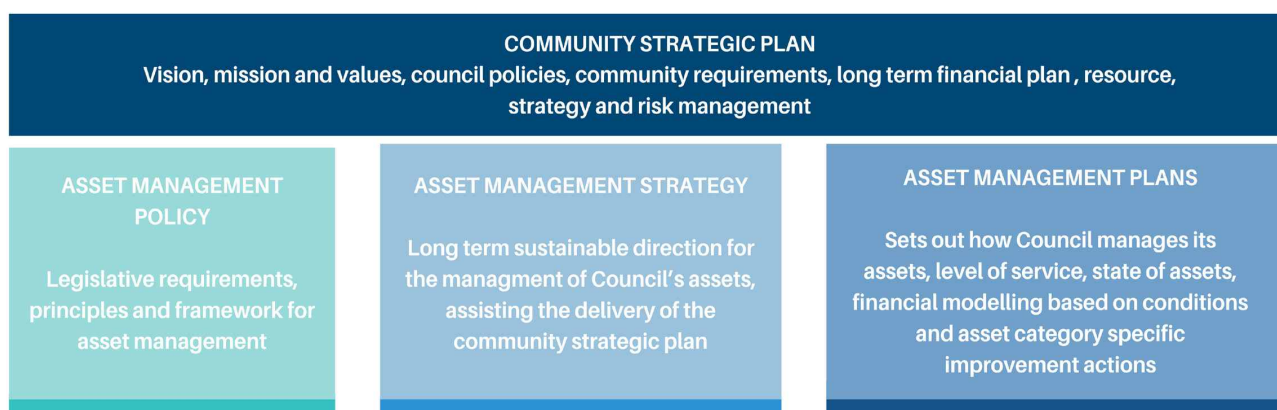 COMMUNITY STRATEGIC PLAN
Vision, mission and values, council policies, community requirements, long term financial plan , resource,
strategy and risk management
ASSET MANAGEMENT
POLICY
Legislative requirements,
principles and framework for
asset management
ASSET MANAGEMENT STRATEGY
Long term sustainable direction for
the managment of Council's assets,
assisting the delivery of the
community strategic plan
ASSET MANAGEMENT PLANS
Sets out how Council manages its
assets, level of service, state of assets,
financial modelling based on conditions
and asset category specific
improvement actions